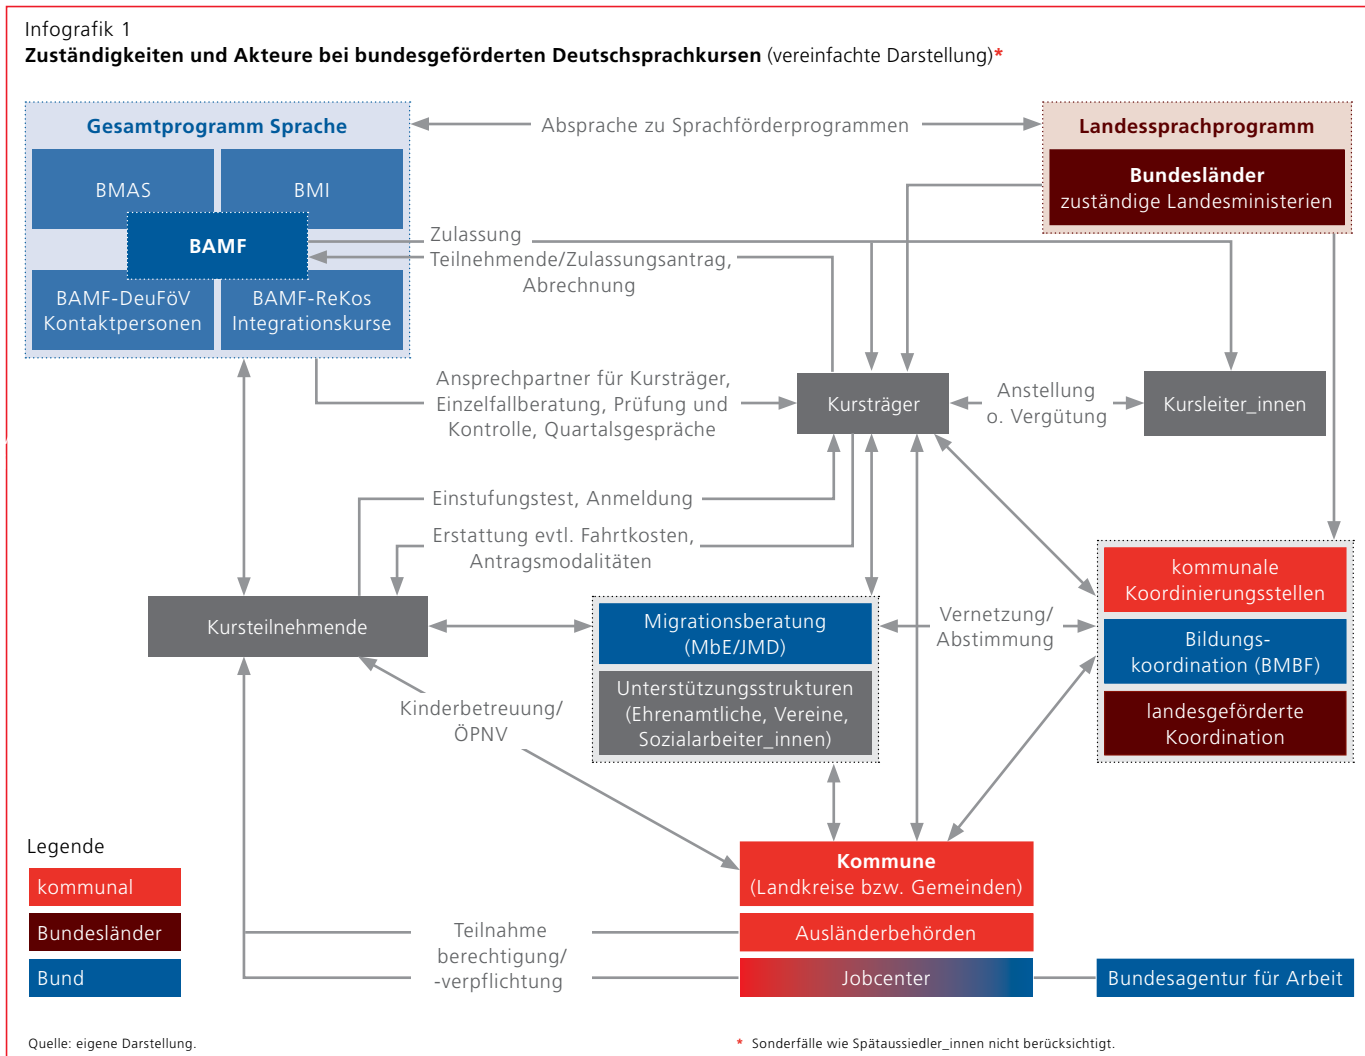 Infografik 1
Zuständigkeiten und Akteure bei bundesgeförderten Deutschsprachkursen (vereinfachte Darstellung)*
Gesamtprogramm Sprache
BMAS
BMI
BAMF
BAMF-DeuFöV
Kontaktpersonen
BAMF-ReKos
Integrationskurse
Absprache zu Sprachförderprogrammen
Landessprachprogramm
Bundesländer
zuständige Landesministerien
Zulassung
Teilnehmende/Zulassungsantrag,
Abrechnung
Ansprechpartner für Kursträger,
Einzelfallberatung, Prüfung und
Kontrolle, Quartalsgespräche
Kursträger
Anstellung
o. Vergütung
Kursleiter_innen
Einstufungstest, Anmeldung
Erstattung evtl. Fahrtkosten,
Antragsmodalitäten
Kursteilnehmende
Migrationsberatung
(MbE/JMD)
Unterstützungsstrukturen
(Ehrenamtliche, Vereine,
Sozialarbeiter_innen)
Vernetzung/
Abstimmung
kommunale
Koordinierungsstellen
Bildungs-
koordination (BMBF)
landesgeförderte
Koordination
Kinderbetreuung/
ÖPNV
Kommune
(Landkreise bzw. Gemeinden)
Ausländerbehörden
Jobcenter
Bundesagentur für Arbeit
Teilnahme
berechtigung/
-verpflichtung
Legende
kommunal
Bundesländer
Bund
Quelle: eigene Darstellung.
* Sonderfälle wie Spätaussiedler_innen nicht berücksichtigt.